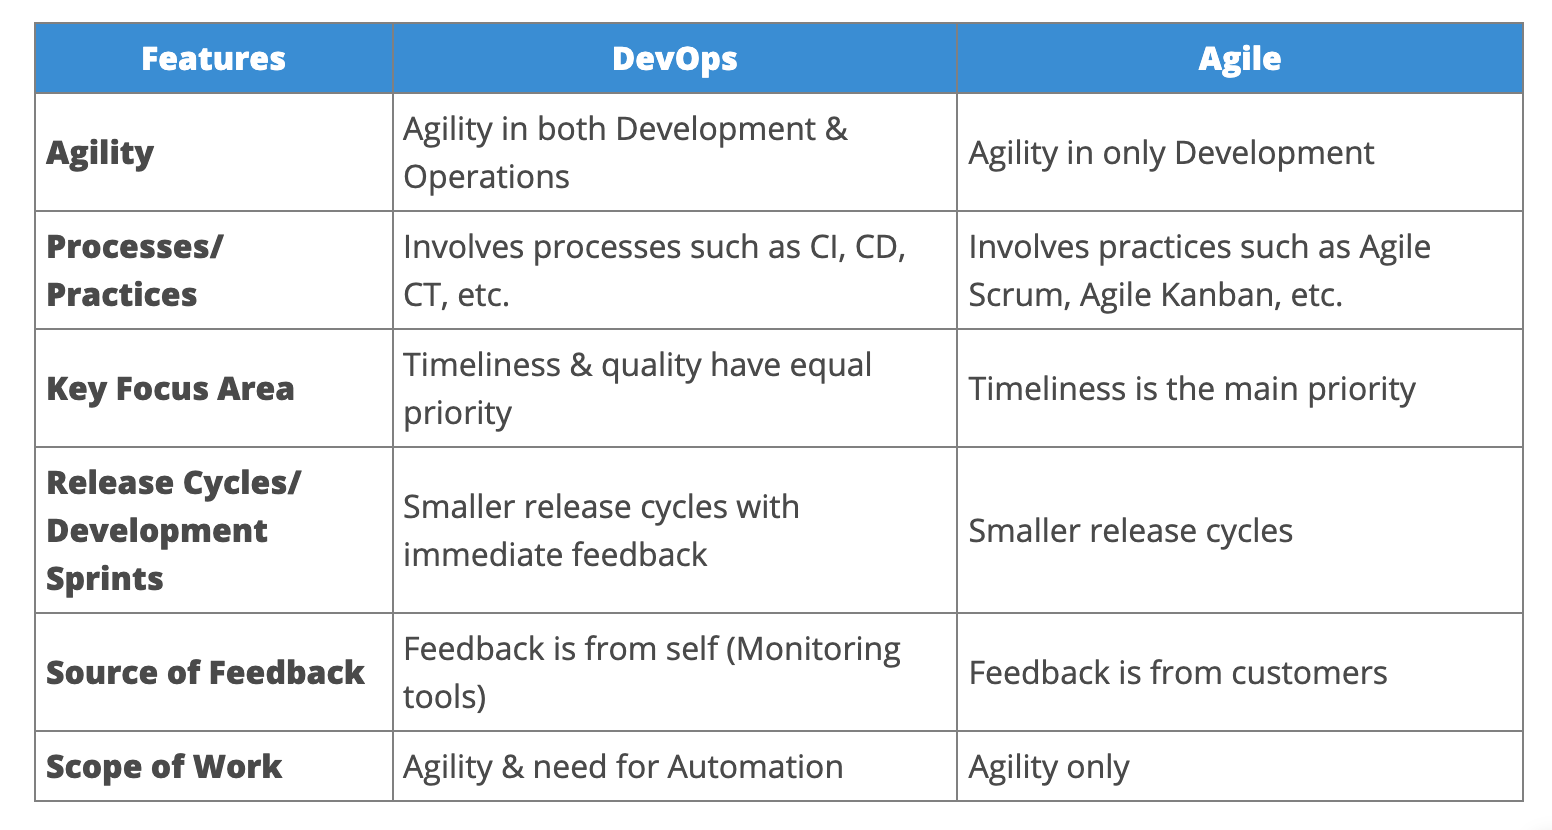 Features DevOps Agile
Agility
Agility in both Development &
Operations
Agility in only Development
Processes/
Practices
Involves processes such as CI, CD,
CT, etc.
Involves practices such as Agile
Scrum, Agile Kanban, etc.
Key Focus Area
Timeliness & quality have equal
priority
Timeliness is the main priority
Release Cycles/
Development
Sprints
Smaller release cycles with
immediate feedback
Smaller release cycles
Source of Feedback
Feedback is from self (Monitoring
tools)
Feedback is from customers
Scope of Work
Agility & need for Automation
Agility only